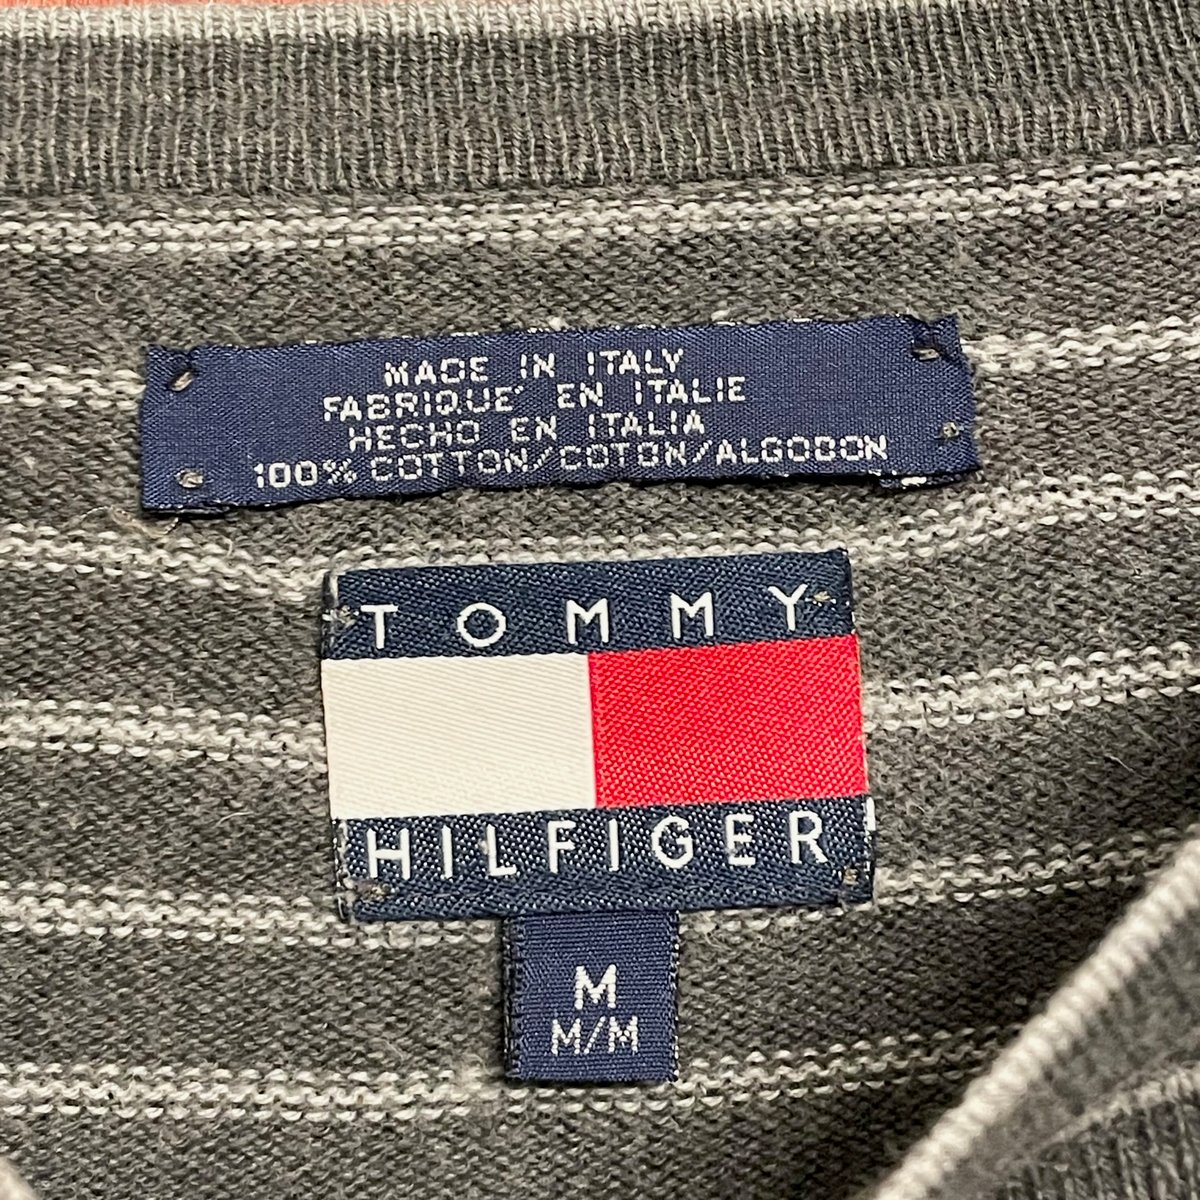 MADE IN ITALY
FABRIQUE' EN ITALIE
HECHO EN ITALIA
100% COTTON/COTON/ALGODON
TOMMY
HILFIGER
M
M/M